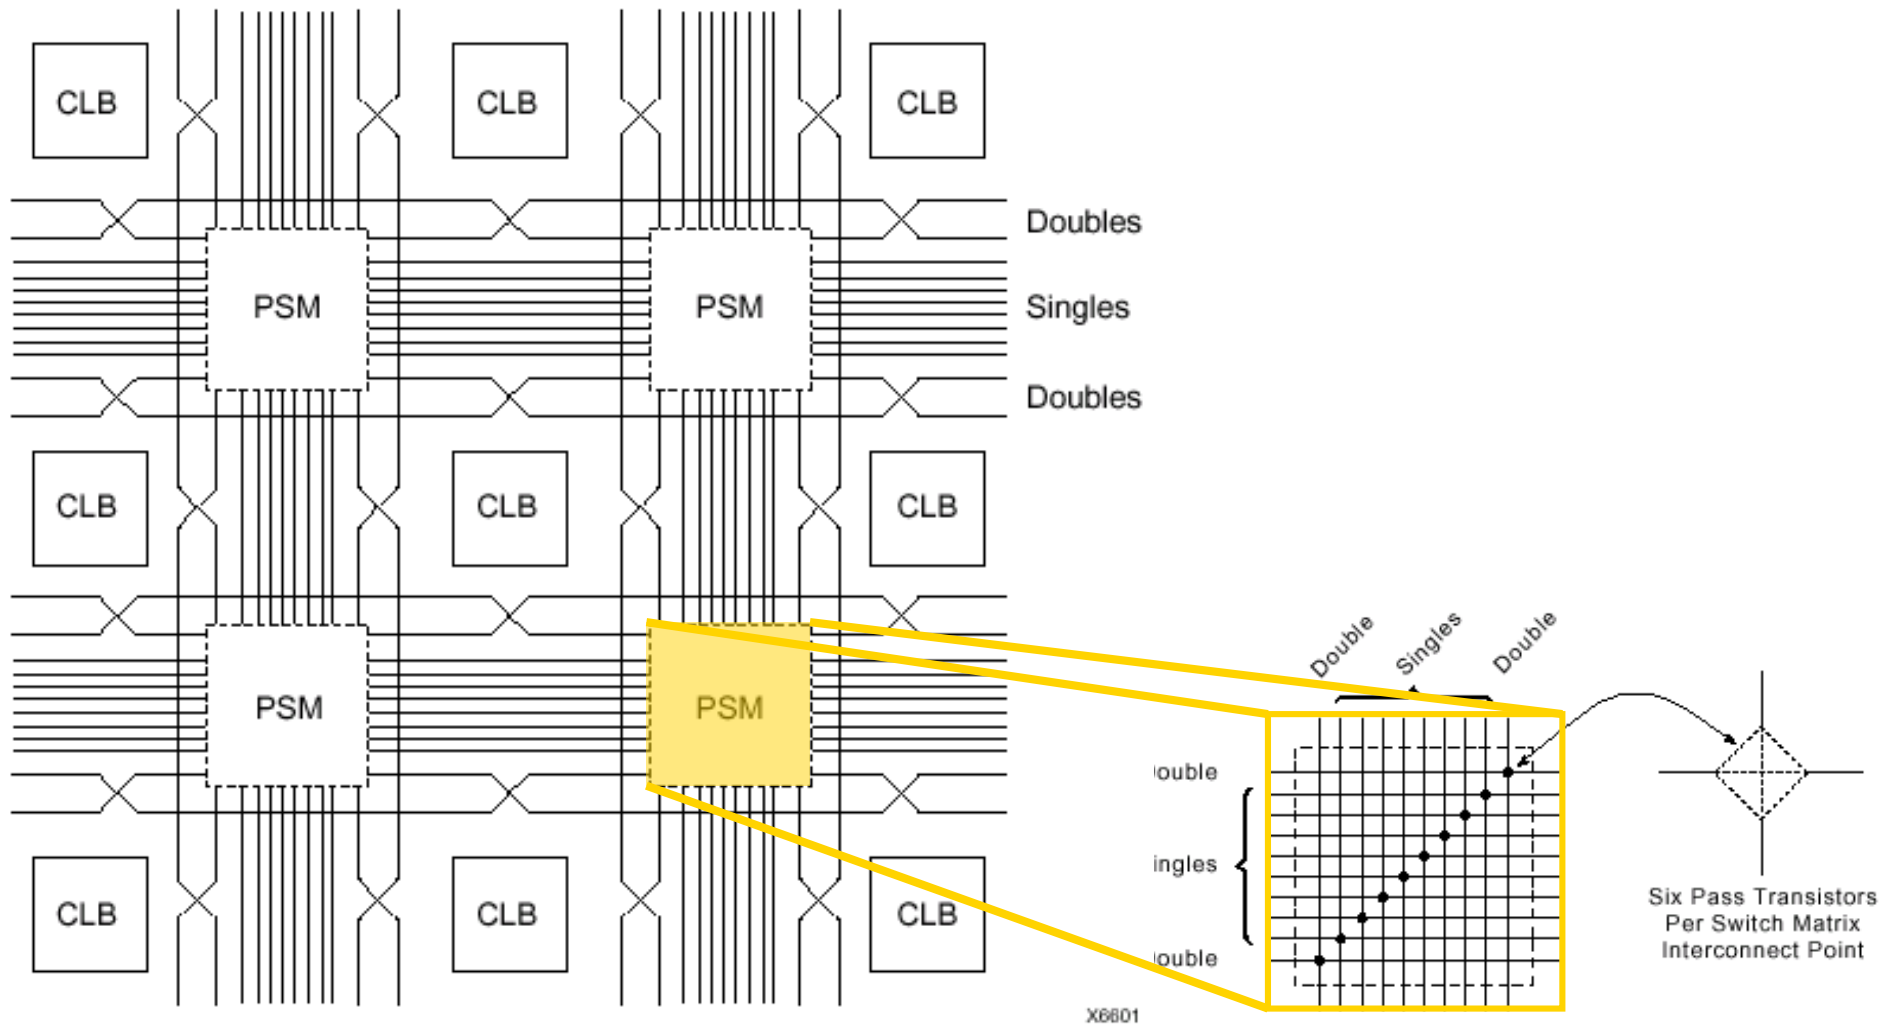 CLB CLB CLB
Doubles
PSM PSM Singles
Doubles
CLB CLB CLB
PSM PSM
Double Singles Double
ouble
ingles
ouble
Six Pass Transistors
Per Switch Matrix
Interconnect Point
CLB CLB CLB
X6601